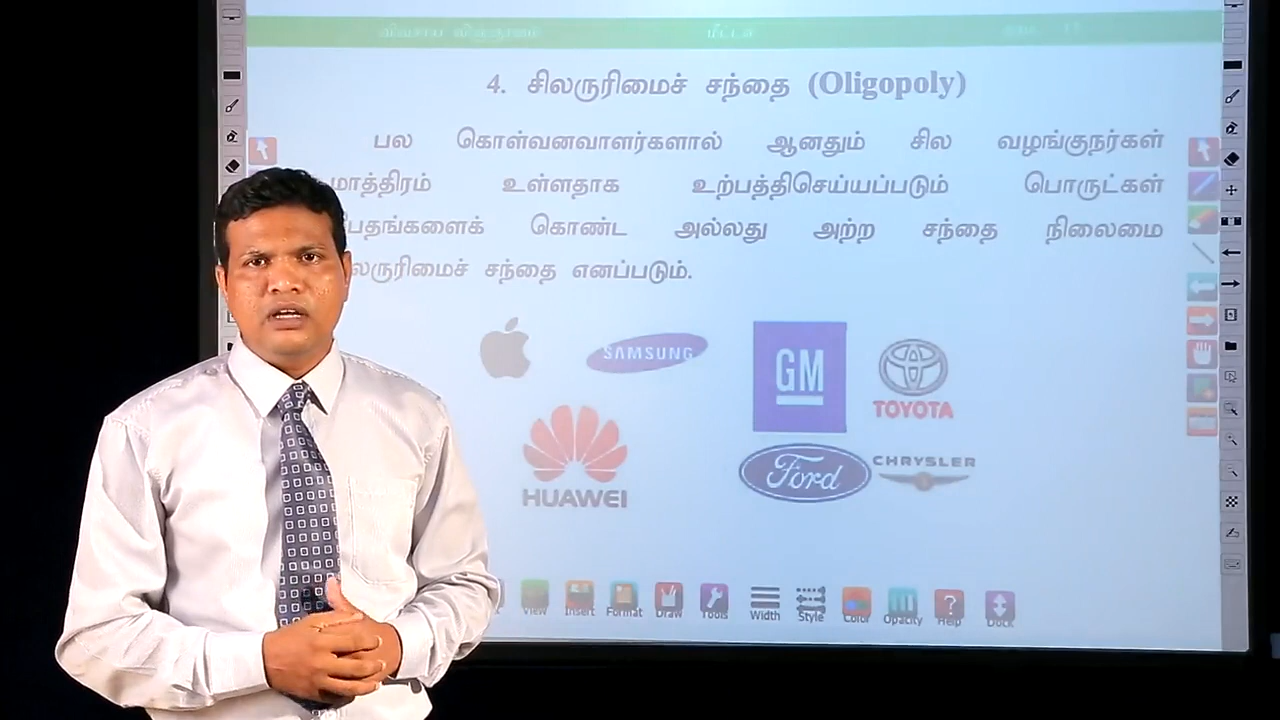 4. சிலருரிமைச் சந்தை (Oligopoly)
பல கொள்வனவாளர்களால் ஆனதும் சில வழங்குநர்கள்
மாத்திரம் உள்ளதாக உற்பத்திசெய்யப்படும் பொருட்கள்
கொண்ட அல்லது அற்ற சந்தை நிலைமை
சந்தை எனப்படும்.
SAMSUNG
GM
TOYOTA
HUAWEI
Ford
CHRYSLER
View Insert Format Draw Tools Width Style Color Opacity Help Dock